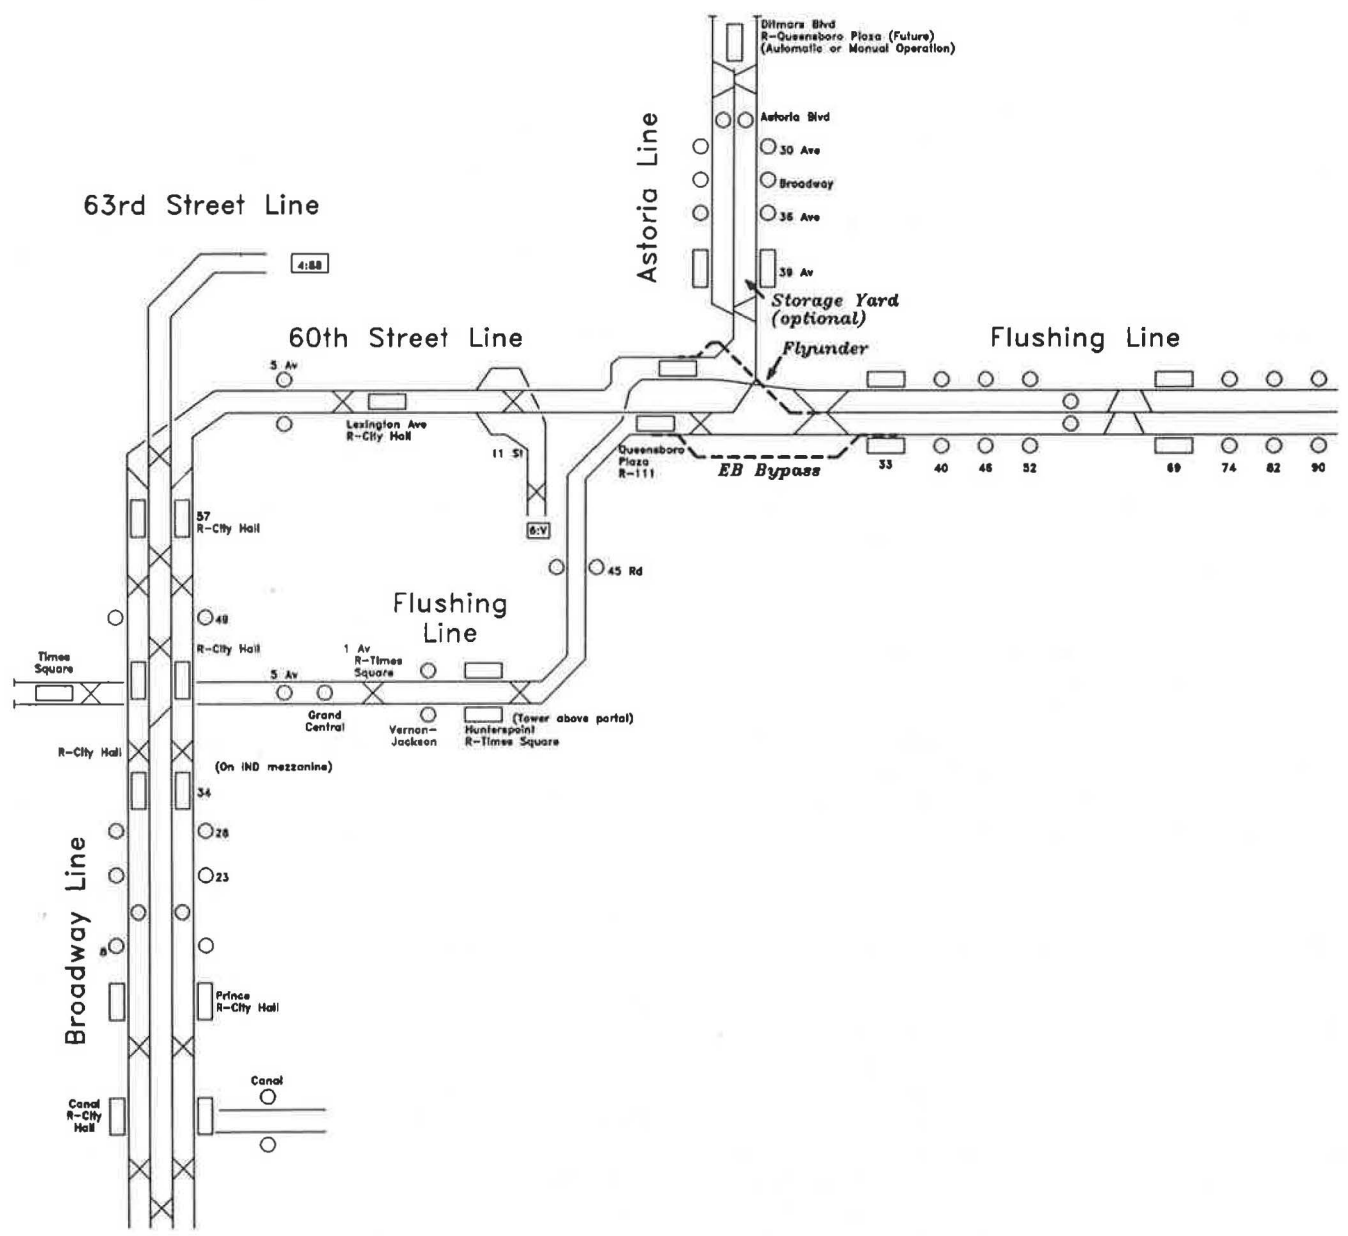 Ditmars Blvd
R-Queensboro Plaza (Future)
(Automatic or Manual Operation)
Astoria Line
Astoria Blvd
30 Ave
Broadway
36 Ave
39 Av
63rd Street Line
4:88
Storage Yard
(optional)
60th Street Line
Flyunder
Flushing Line
5 Av
Lexington Ave
R-City Hall
11 St
Queensboro
Plaza
R-111
EB Bypass
33
40
46
52
69
74
82
90
57
R-City Hall
6:V
45 Rd
Flushing
Line
49
R-City Hall
Times
Square
1 Av
R-Times
Square
5 Av
Grand
Central
Vernon-
Jackson
(Tower above portal)
Hunterspoint
R-Times Square
R-City Hall
(On IND mezzanine)
34
28
23
Broadway Line
8
Prince
R-City Hall
Canal
Canal
R-City
Hall